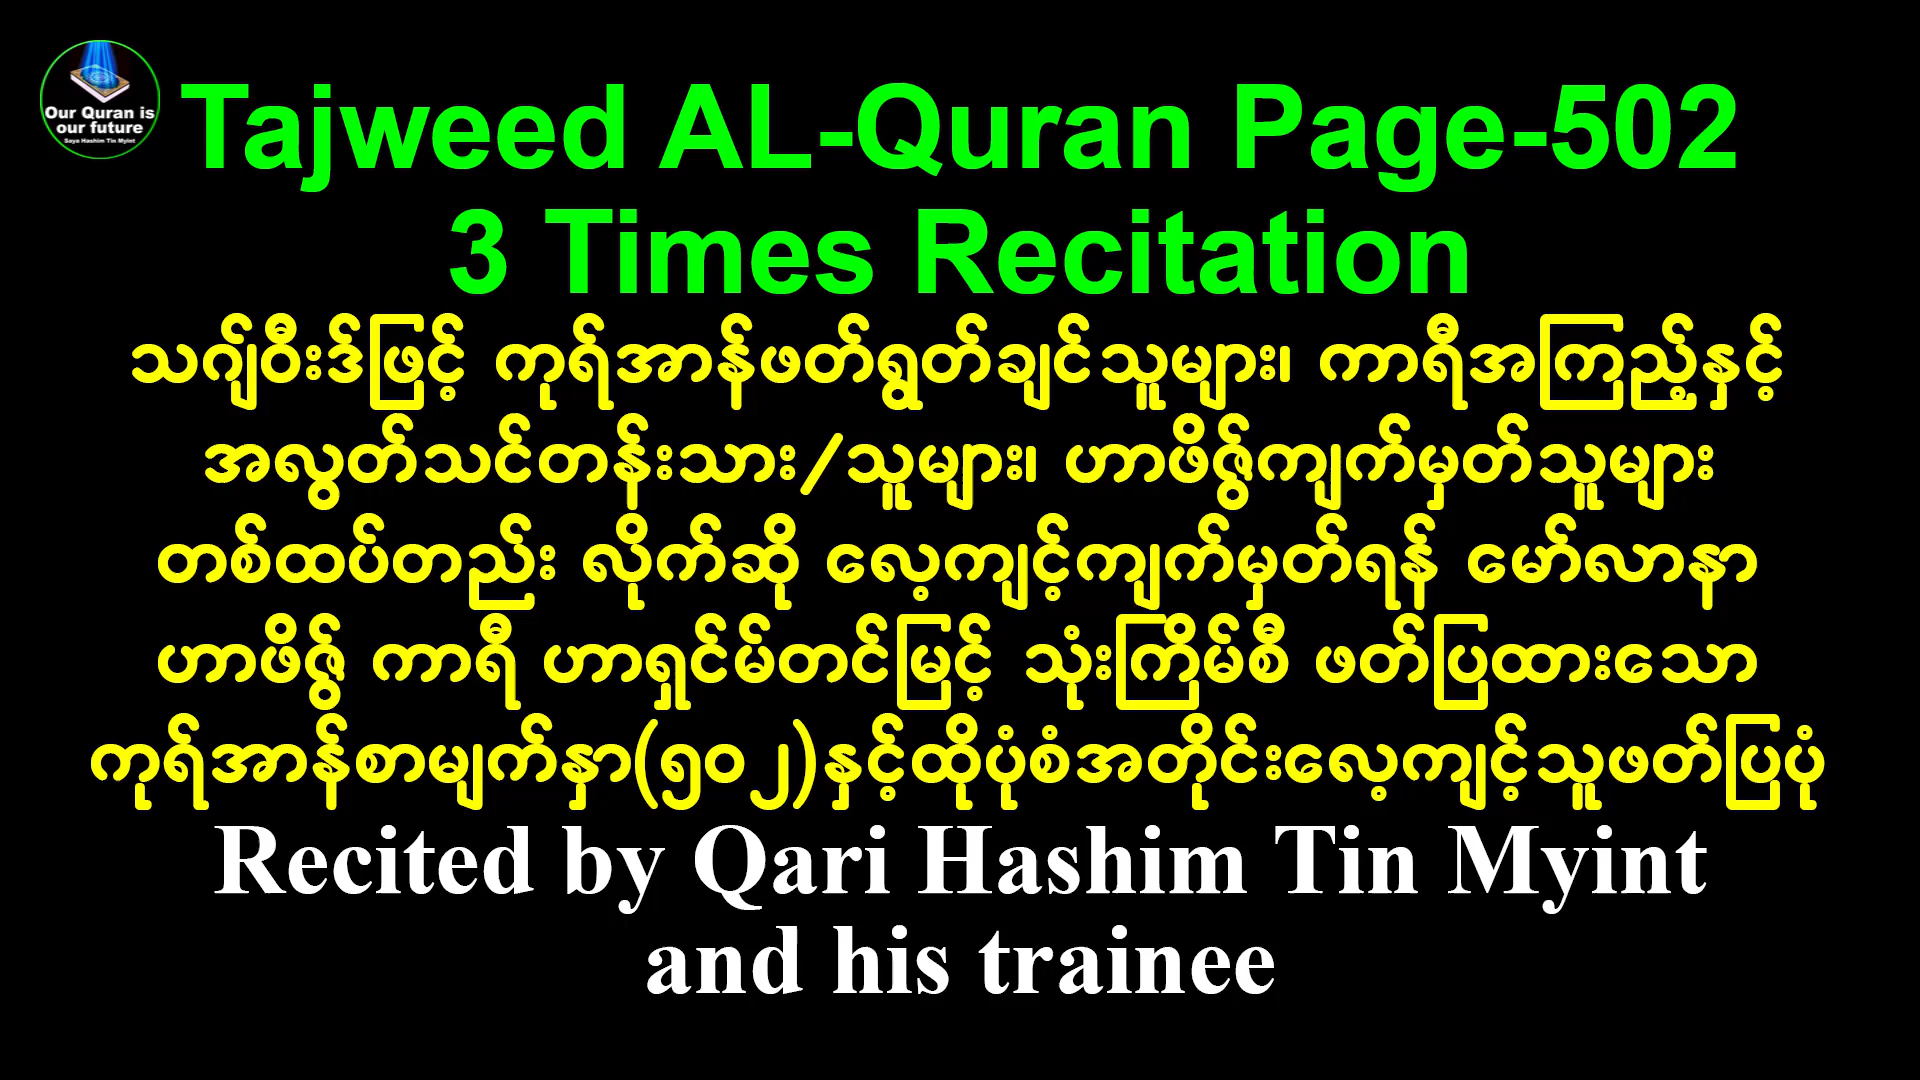 Our Quran is
our future
Saya Hashim Tin Myint
Tajweed AL-Quran Page-502
3 Times Recitation
သဂျ်ဝီးဒ်ဖြင့် ကုရ်အာန်ဖတ်ရွတ်ချင်သူများ၊ ကာရီအကြည့်နှင့်
အလွတ်သင်တန်းသား/သူများ၊ ဟာဖိဇွ်ကျက်မှတ်သူများ
တစ်ထပ်တည်း လိုက်ဆို လေ့ကျင့်ကျက်မှတ်ရန် မော်လာနာ
ဟာဖိဇွ် ကာရီ ဟာရှင်မ်တင်မြင့် သုံးကြိမ်စီ ဖတ်ပြထားသော
ကုရ်အာန်စာမျက်နှာ(၅၀၂)နှင့်ထိုပုံစံအတိုင်းလေ့ကျင့်သူဖတ်ပြပုံ
Recited by Qari Hashim Tin Myint
and his trainee